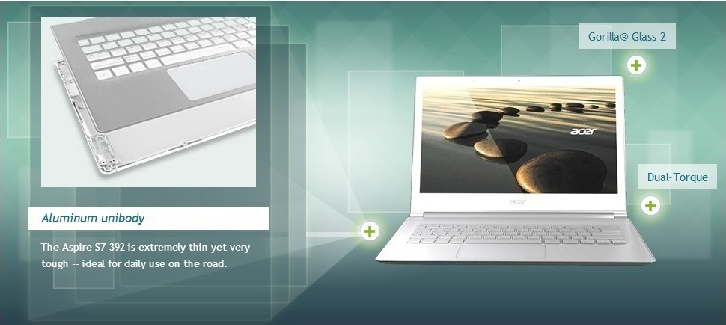 Gorilla® Glass 2
acer
Dual-Torque
acer
Aluminum unibody
The Aspire S7 392 is extremely thin yet very
tough -- ideal for daily use on the road.